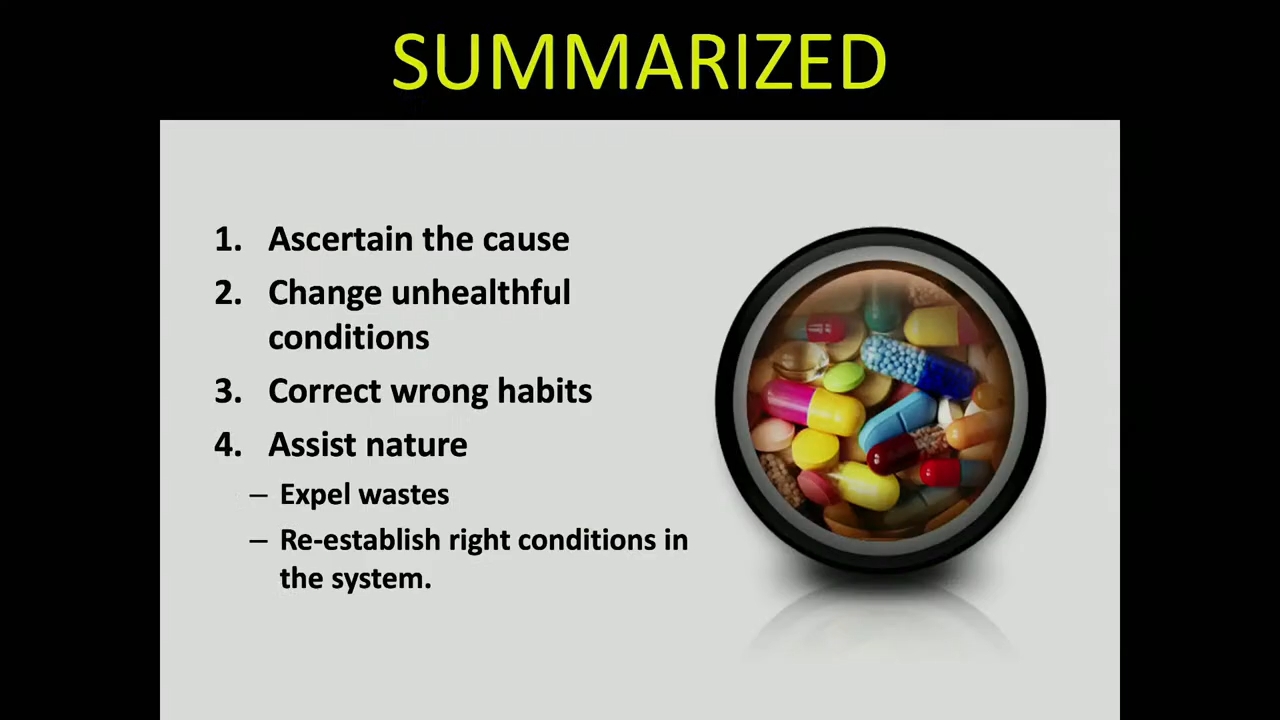 SUMMARIZED
1. Ascertain the cause
2. Change unhealthful
conditions
3. Correct wrong habits
4. Assist nature
– Expel wastes
– Re-establish right conditions in
the system.